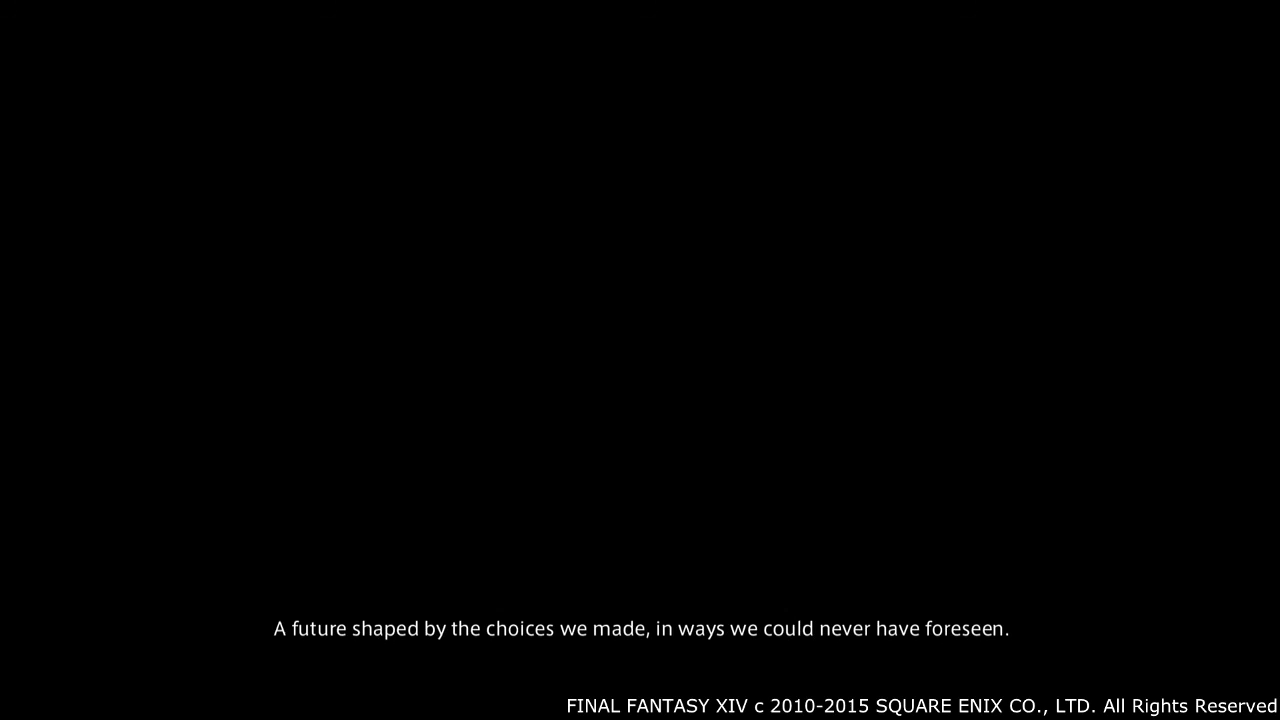 A future shaped by the choices we made, in ways we could never have foreseen.
FINAL FANTASY XIV c 2010-2015 SQUARE ENIX CO., LTD. All Rights Reserved